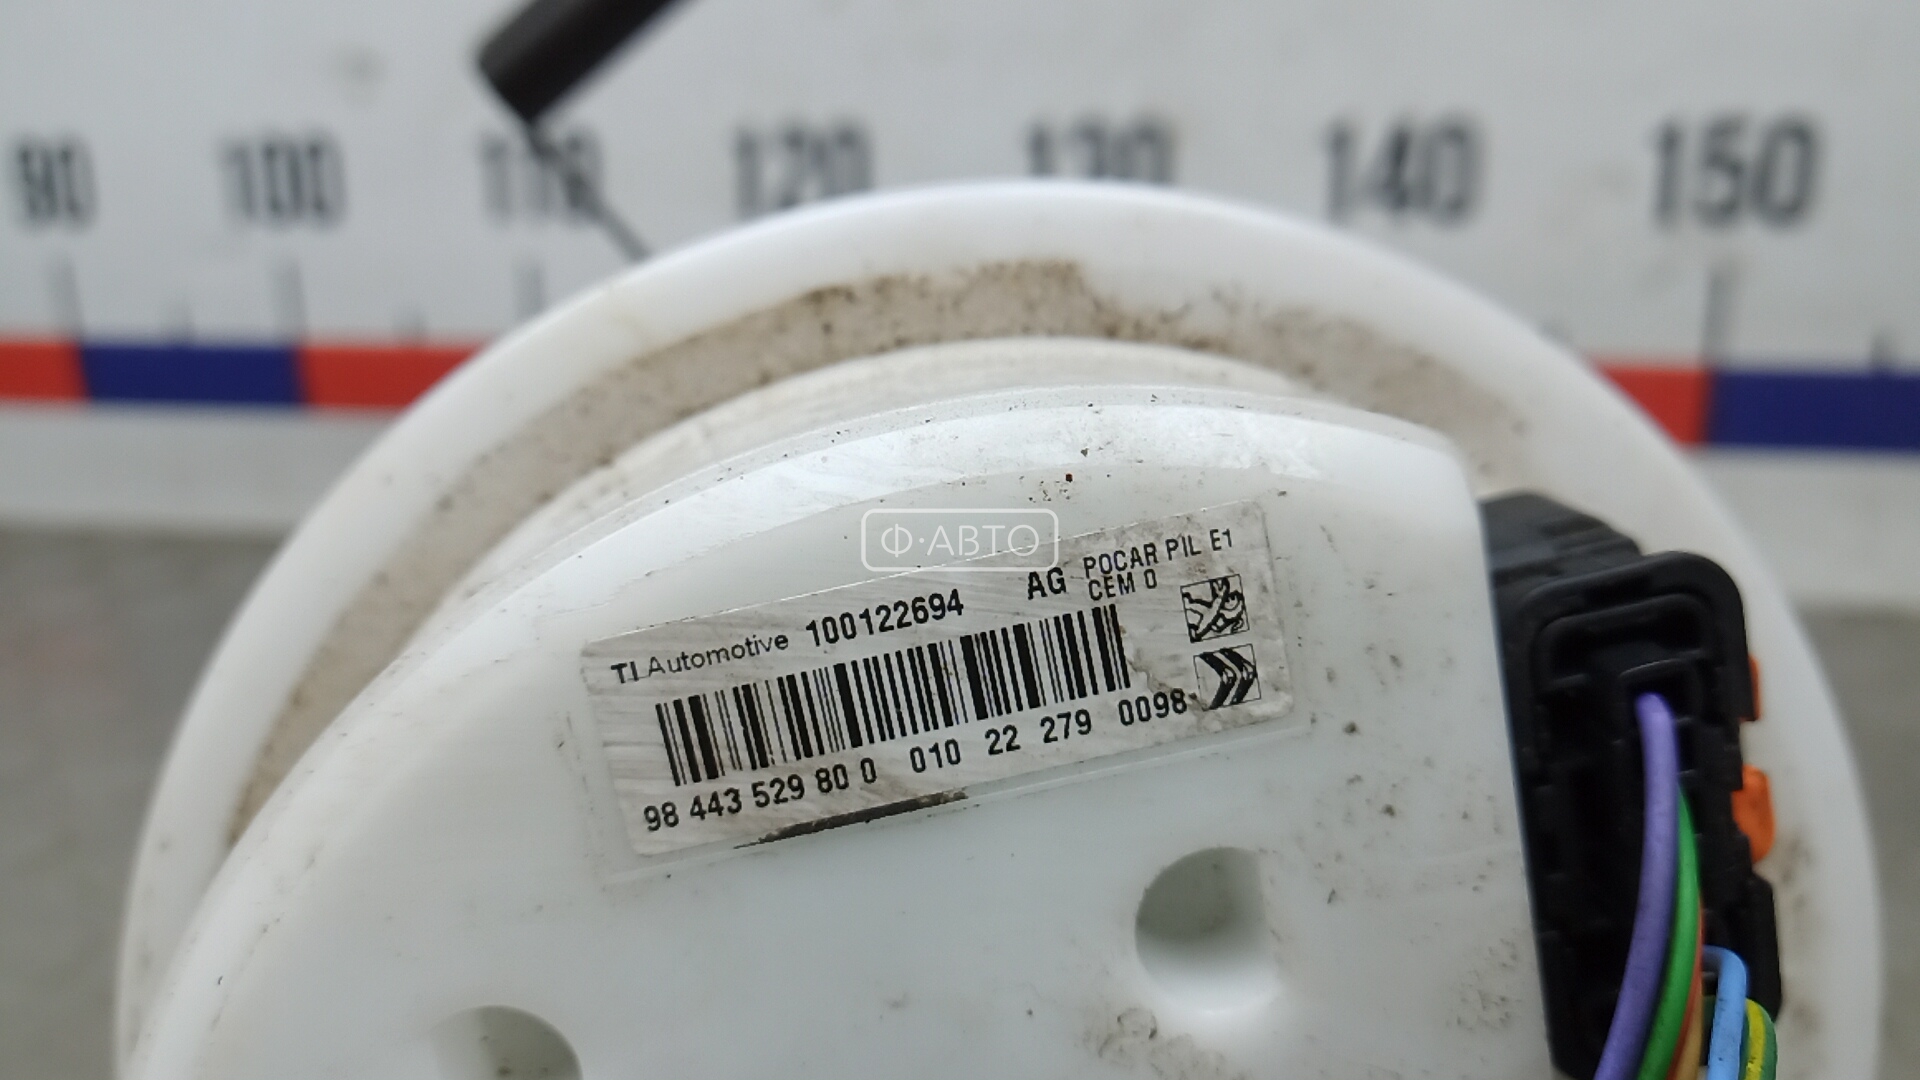 90 100 110 120 130 140 150
Ф·АВТО
TI Automotive 100122694 AG POCAR PIL E1
CEM 0
98 443 529 80 0 010 22 279 0098